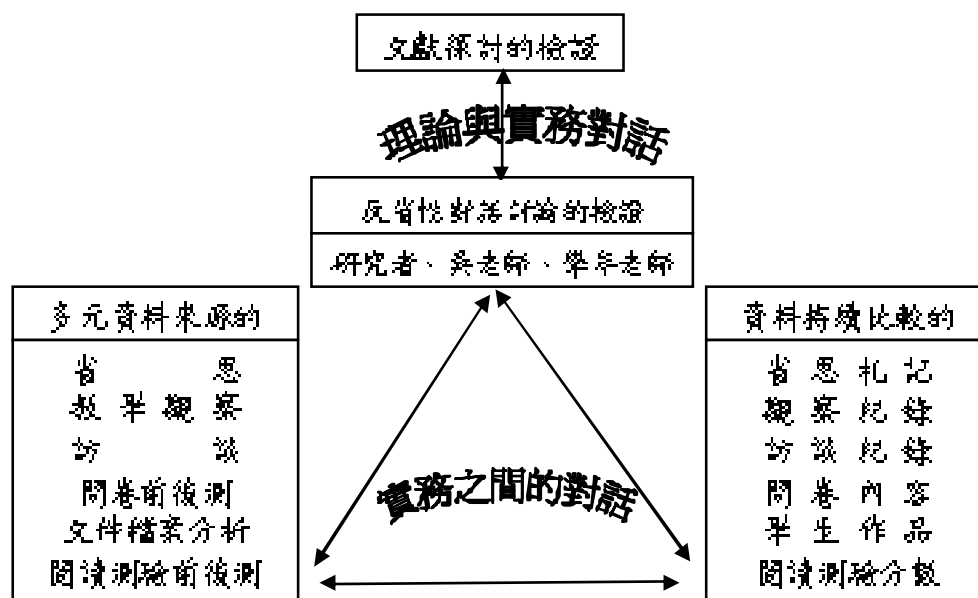 文獻探討的檢證
理論與實務對話
反省性對話討論的檢證
研究者、吳老師、學年老師
多元資料來源的
省思
教學觀察
訪談
問卷前後測
文件檔案分析
閱讀測驗前後測
實務之間的對話
資料持續比較的
省思札記
觀察紀錄
訪談紀錄
問卷內容
學生作品
閱讀測驗分數